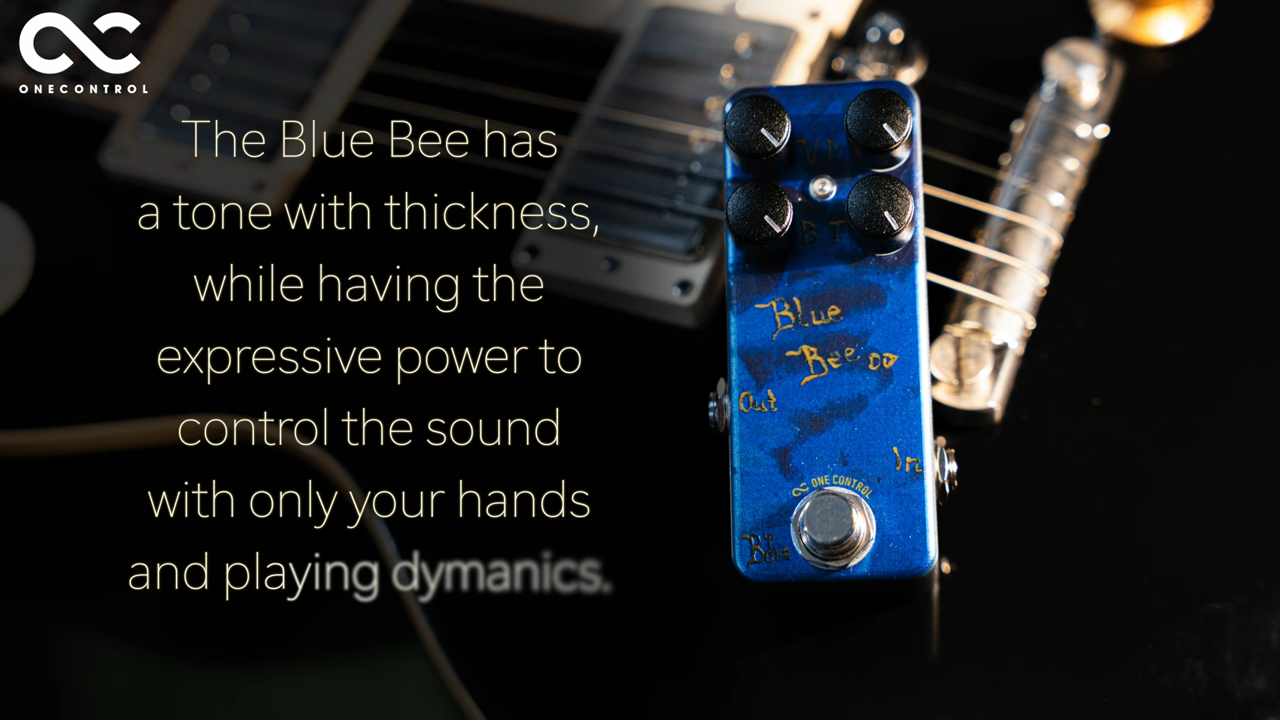 ONECONTROL
The Blue Bee has
a tone with thickness,
while having the
expressive power to
control the sound
with only your hands
and playing dymanics.
V
B T
Blue
Bee
Out
In
ONE CONTROL